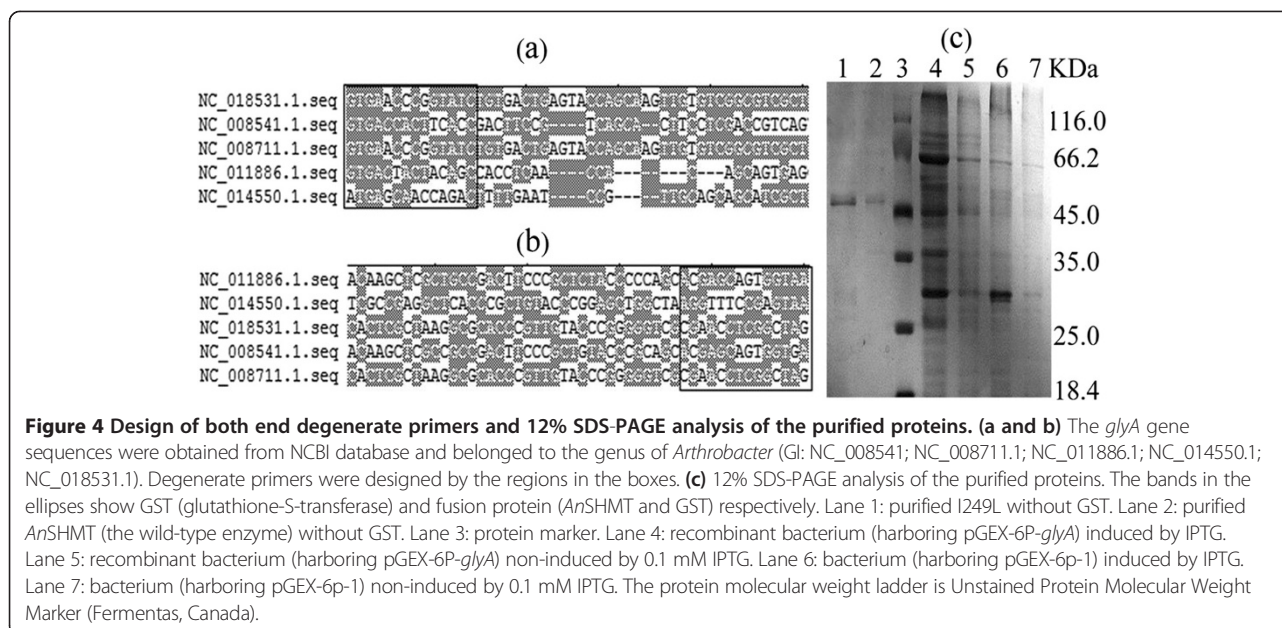 (a)
(c)
1 2 3 4 5 6 7 KDa
NC_018531.1.seq
NC_008541.1.seq
NC_008711.1.seq
NC_011886.1.seq
NC_014550.1.seq
116.0
66.2
45.0
35.0
25.0
18.4
(b)
NC_011886.1.seq
NC_014550.1.seq
NC_018531.1.seq
NC_008541.1.seq
NC_008711.1.seq
Figure 4 Design of both end degenerate primers and 12% SDS-PAGE analysis of the purified proteins. (a and b) The glyA gene
sequences were obtained from NCBI database and belonged to the genus of Arthrobacter (GI: NC_008541; NC_008711.1; NC_011886.1; NC_014550.1;
NC_018531.1). Degenerate primers were designed by the regions in the boxes. (c) 12% SDS-PAGE analysis of the purified proteins. The bands in the
ellipses show GST (glutathione-S-transferase) and fusion protein (AnSHMT and GST) respectively. Lane 1: purified I249L without GST. Lane 2: purified
AnSHMT (the wild-type enzyme) without GST. Lane 3: protein marker. Lane 4: recombinant bacterium (harboring pGEX-6P-glyA) induced by IPTG.
Lane 5: recombinant bacterium (harboring pGEX-6P-glyA) non-induced by 0.1 mM IPTG. Lane 6: bacterium (harboring pGEX-6p-1) induced by IPTG.
Lane 7: bacterium (harboring pGEX-6p-1) non-induced by 0.1 mM IPTG. The protein molecular weight ladder is Unstained Protein Molecular Weight
Marker (Fermentas, Canada).